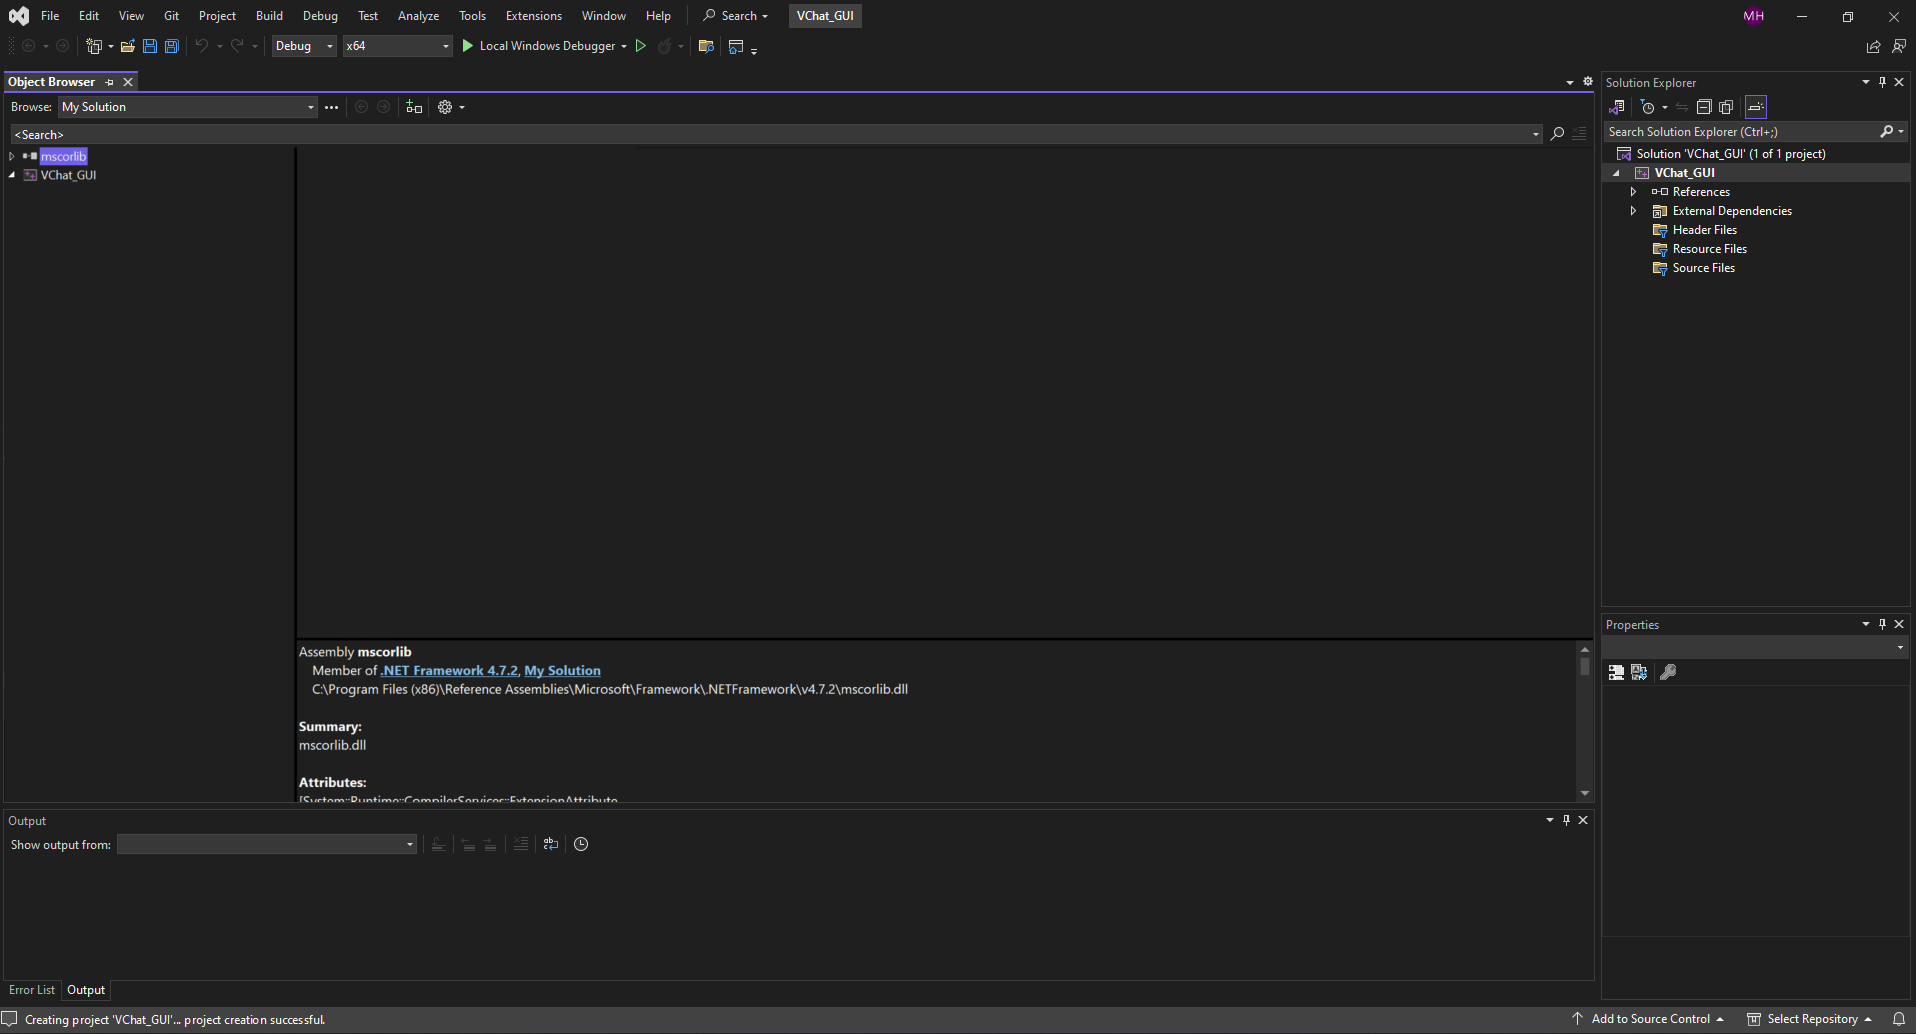 File Edit View Git Project Build Debug Test Analyze Tools Extensions Window Help Search VChat_GUI MH
Debug x64 Local Windows Debugger
Object Browser
Browse: My Solution
<Search>
mscorlib
VChat_GUI
Assembly mscorlib
Member of .NET Framework 4.7.2, My Solution
C:\Program Files (x86)\Reference Assemblies\Microsoft\Framework\.NETFramework\v4.7.2\mscorlib.dll
Summary:
mscorlib.dll
Attributes:
[System::Runtime::CompilerServices::ExtensionAttribute
Output
Show output from:
Error List Output
Solution Explorer
Search Solution Explorer (Ctrl+;)
Solution 'VChat_GUI' (1 of 1 project)
VChat_GUI
References
External Dependencies
Header Files
Resource Files
Source Files
Properties
Creating project 'VChat_GUI'... project creation successful.
Add to Source Control Select Repository